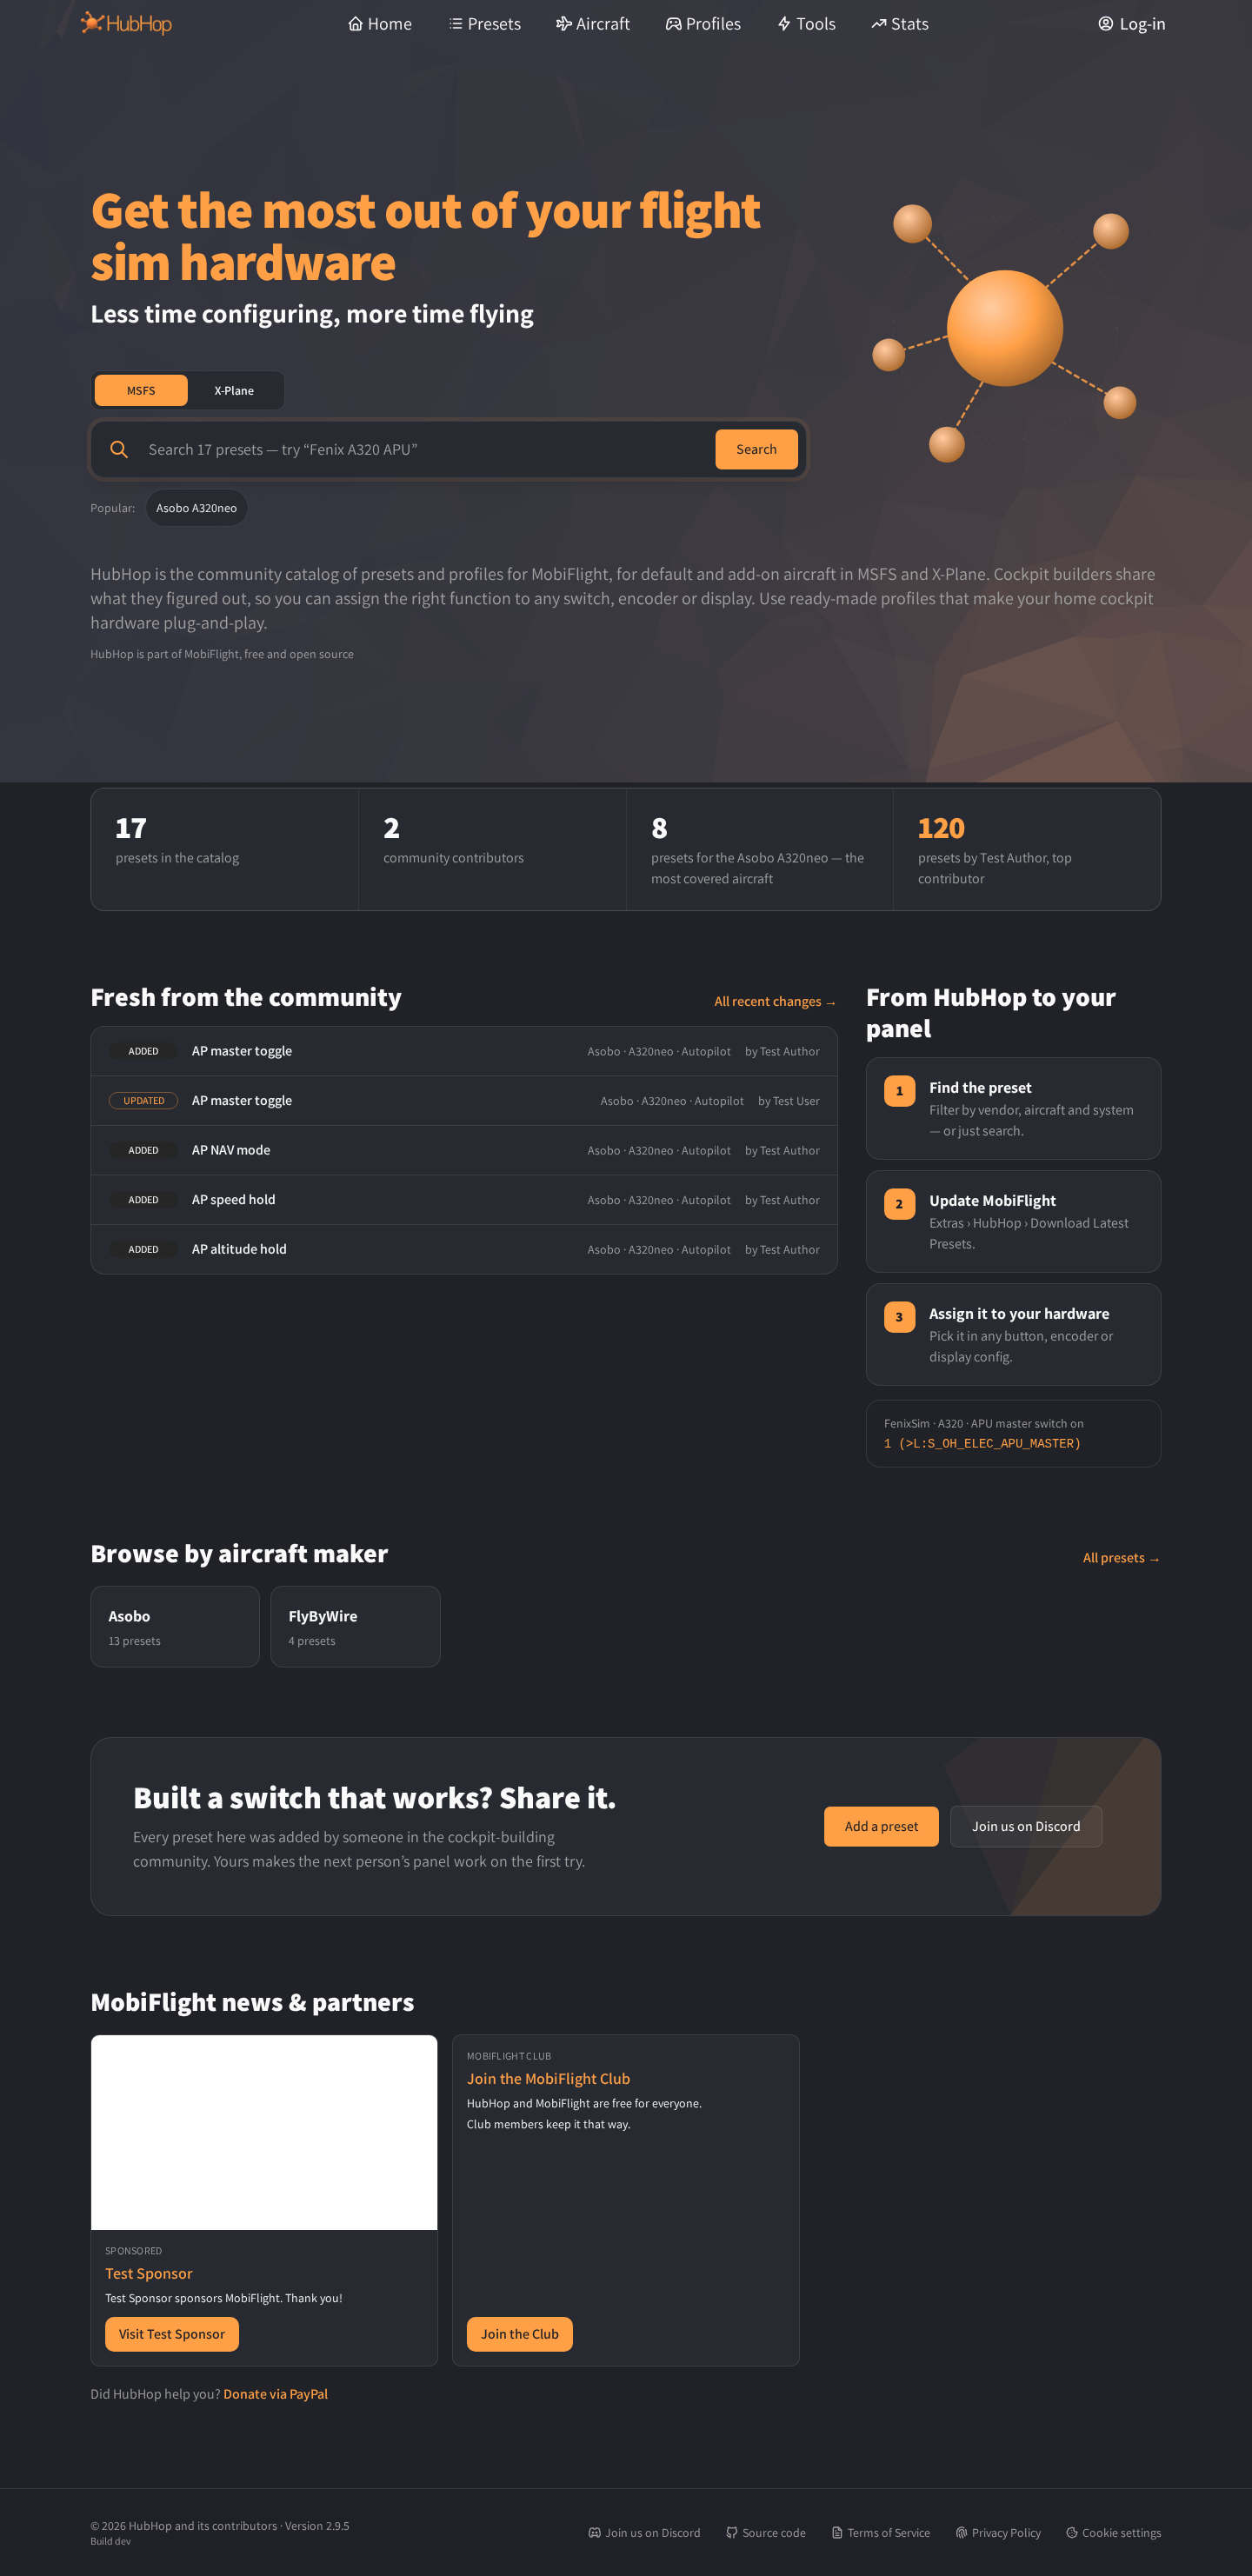 HubHop
Home
Presets
Aircraft
Profiles
Tools
Stats
Log-in
Get the most out of your flight
sim hardware
Less time configuring, more time flying
MSFS
X-Plane
Search 17 presets — try “Fenix A320 APU”
Search
Popular:
Asobo A320neo
HubHop is the community catalog of presets and profiles for MobiFlight, for default and add-on aircraft in MSFS and X-Plane. Cockpit builders share
what they figured out, so you can assign the right function to any switch, encoder or display. Use ready-made profiles that make your home cockpit
hardware plug-and-play.
HubHop is part of MobiFlight, free and open source
17
presets in the catalog
2
community contributors
8
presets for the Asobo A320neo — the
most covered aircraft
120
presets by Test Author, top
contributor
Fresh from the community
All recent changes →
ADDED AP master toggle Asobo · A320neo · Autopilot by Test Author
UPDATED AP master toggle Asobo · A320neo · Autopilot by Test User
ADDED AP NAV mode Asobo · A320neo · Autopilot by Test Author
ADDED AP speed hold Asobo · A320neo · Autopilot by Test Author
ADDED AP altitude hold Asobo · A320neo · Autopilot by Test Author
From HubHop to your
panel
1
Find the preset
Filter by vendor, aircraft and system
— or just search.
2
Update MobiFlight
Extras › HubHop › Download Latest
Presets.
3
Assign it to your hardware
Pick it in any button, encoder or
display config.
FenixSim · A320 · APU master switch on
1 (>L:S_OH_ELEC_APU_MASTER)
Browse by aircraft maker
All presets →
Asobo
13 presets
FlyByWire
4 presets
Built a switch that works? Share it.
Every preset here was added by someone in the cockpit-building
community. Yours makes the next person’s panel work on the first try.
Add a preset
Join us on Discord
MobiFlight news & partners
SPONSORED
Test Sponsor
Test Sponsor sponsors MobiFlight. Thank you!
Visit Test Sponsor
MOBIFLIGHT CLUB
Join the MobiFlight Club
HubHop and MobiFlight are free for everyone.
Club members keep it that way.
Join the Club
Did HubHop help you? Donate via PayPal
© 2026 HubHop and its contributors · Version 2.9.5
Build dev
Join us on Discord
Source code
Terms of Service
Privacy Policy
Cookie settings